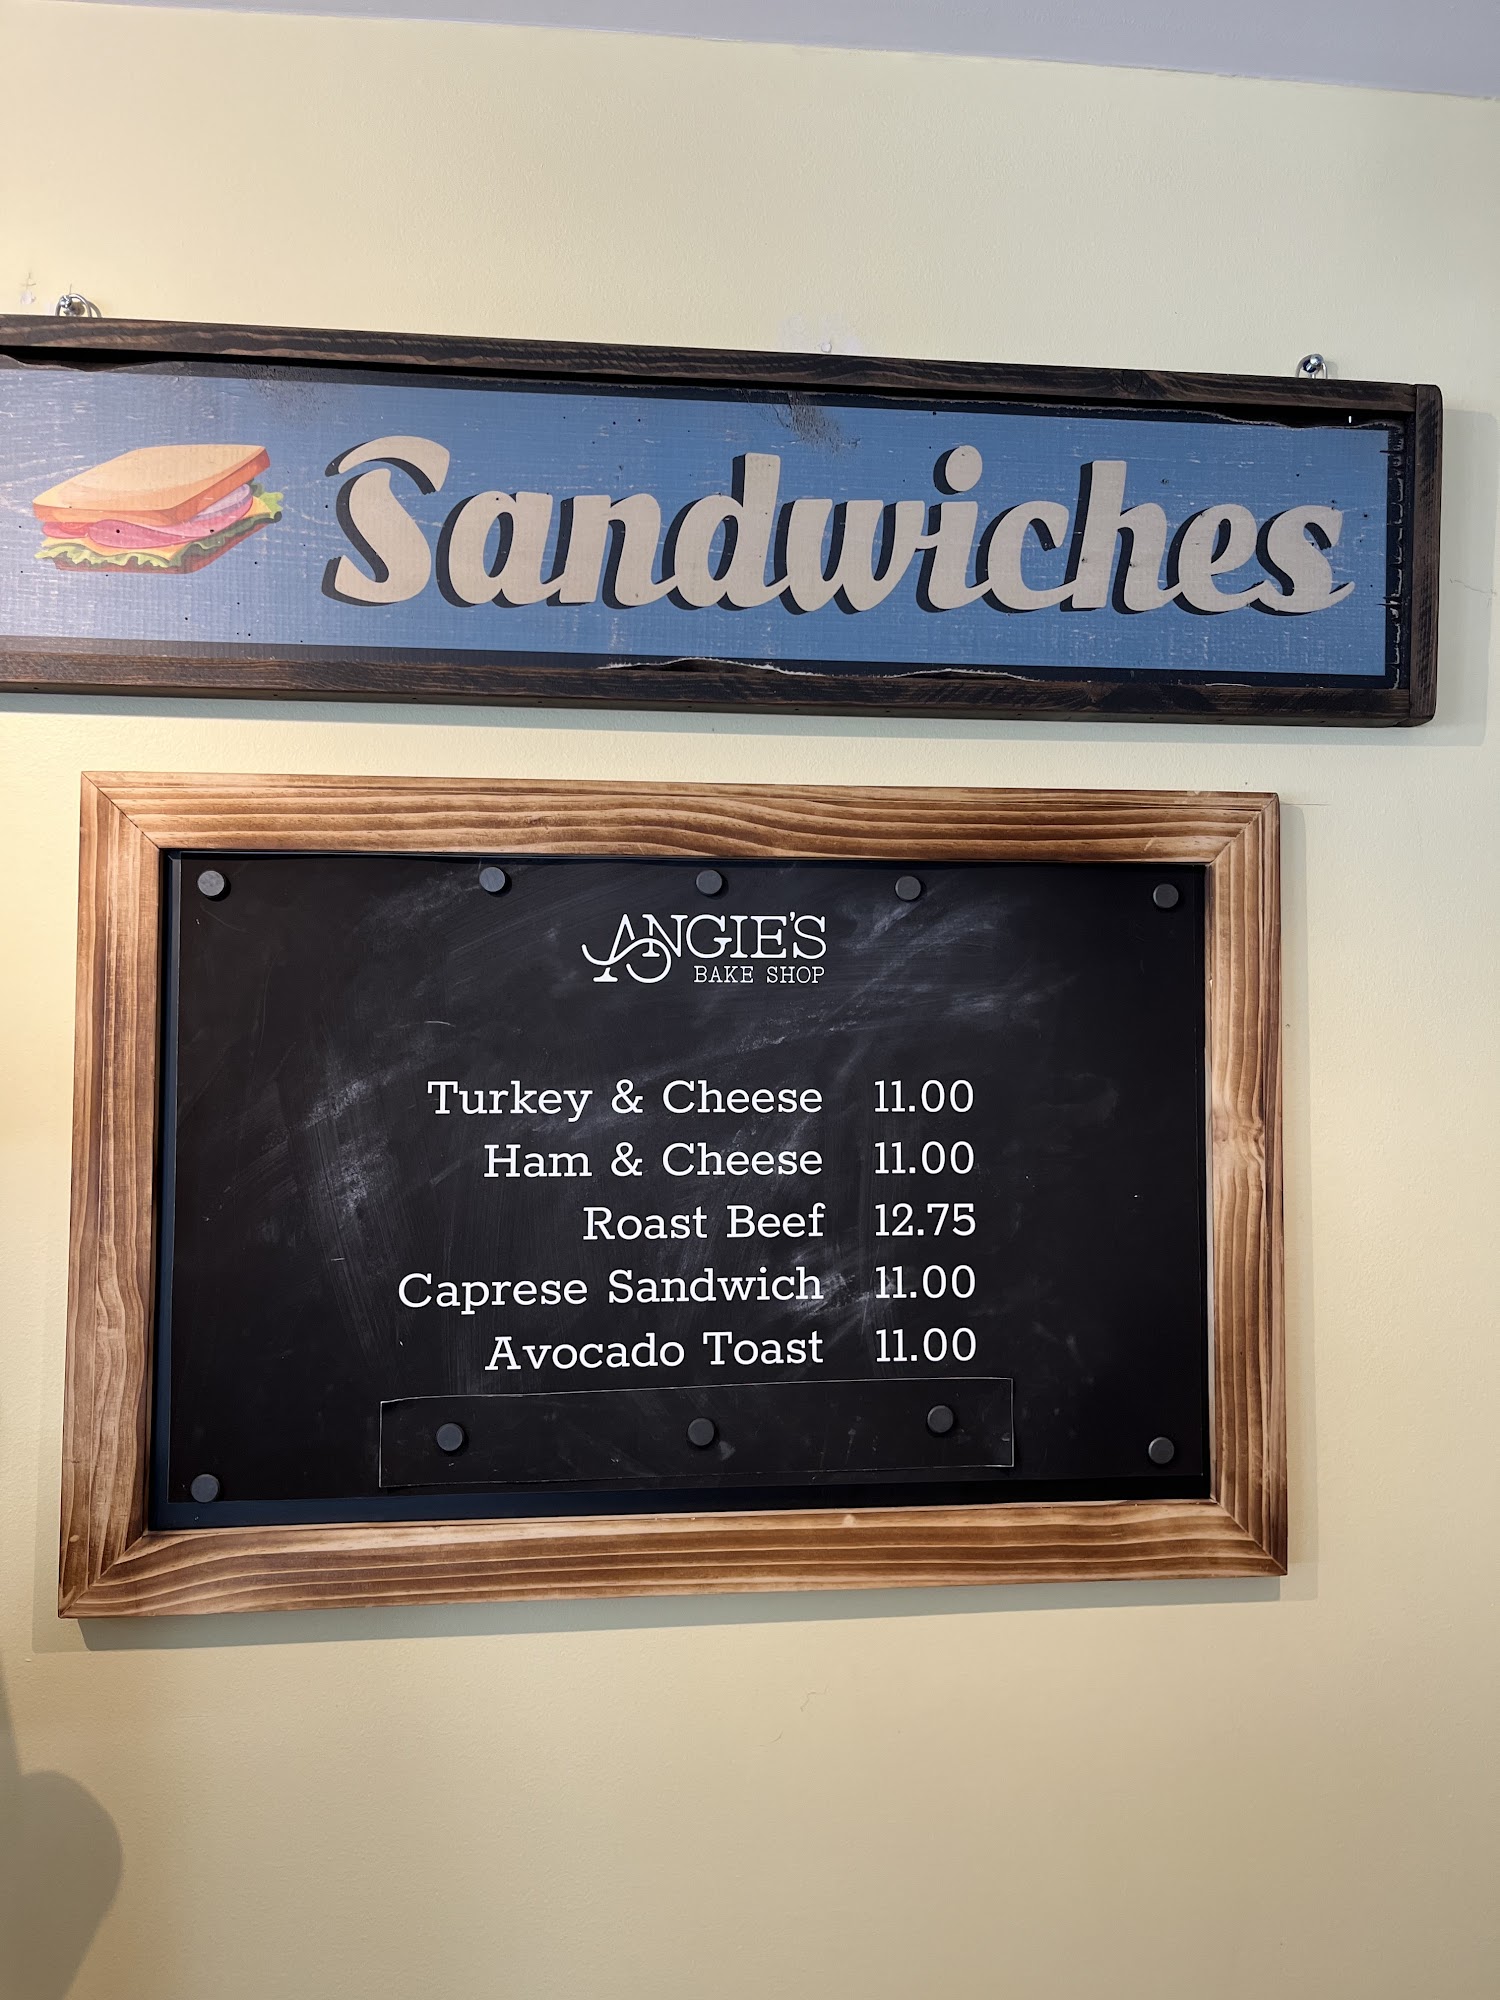 Sandwiches
ANGIE'S
BAKE SHOP
Turkey & Cheese 11.00
Ham & Cheese 11.00
Roast Beef 12.75
Caprese Sandwich 11.00
Avocado Toast 11.00